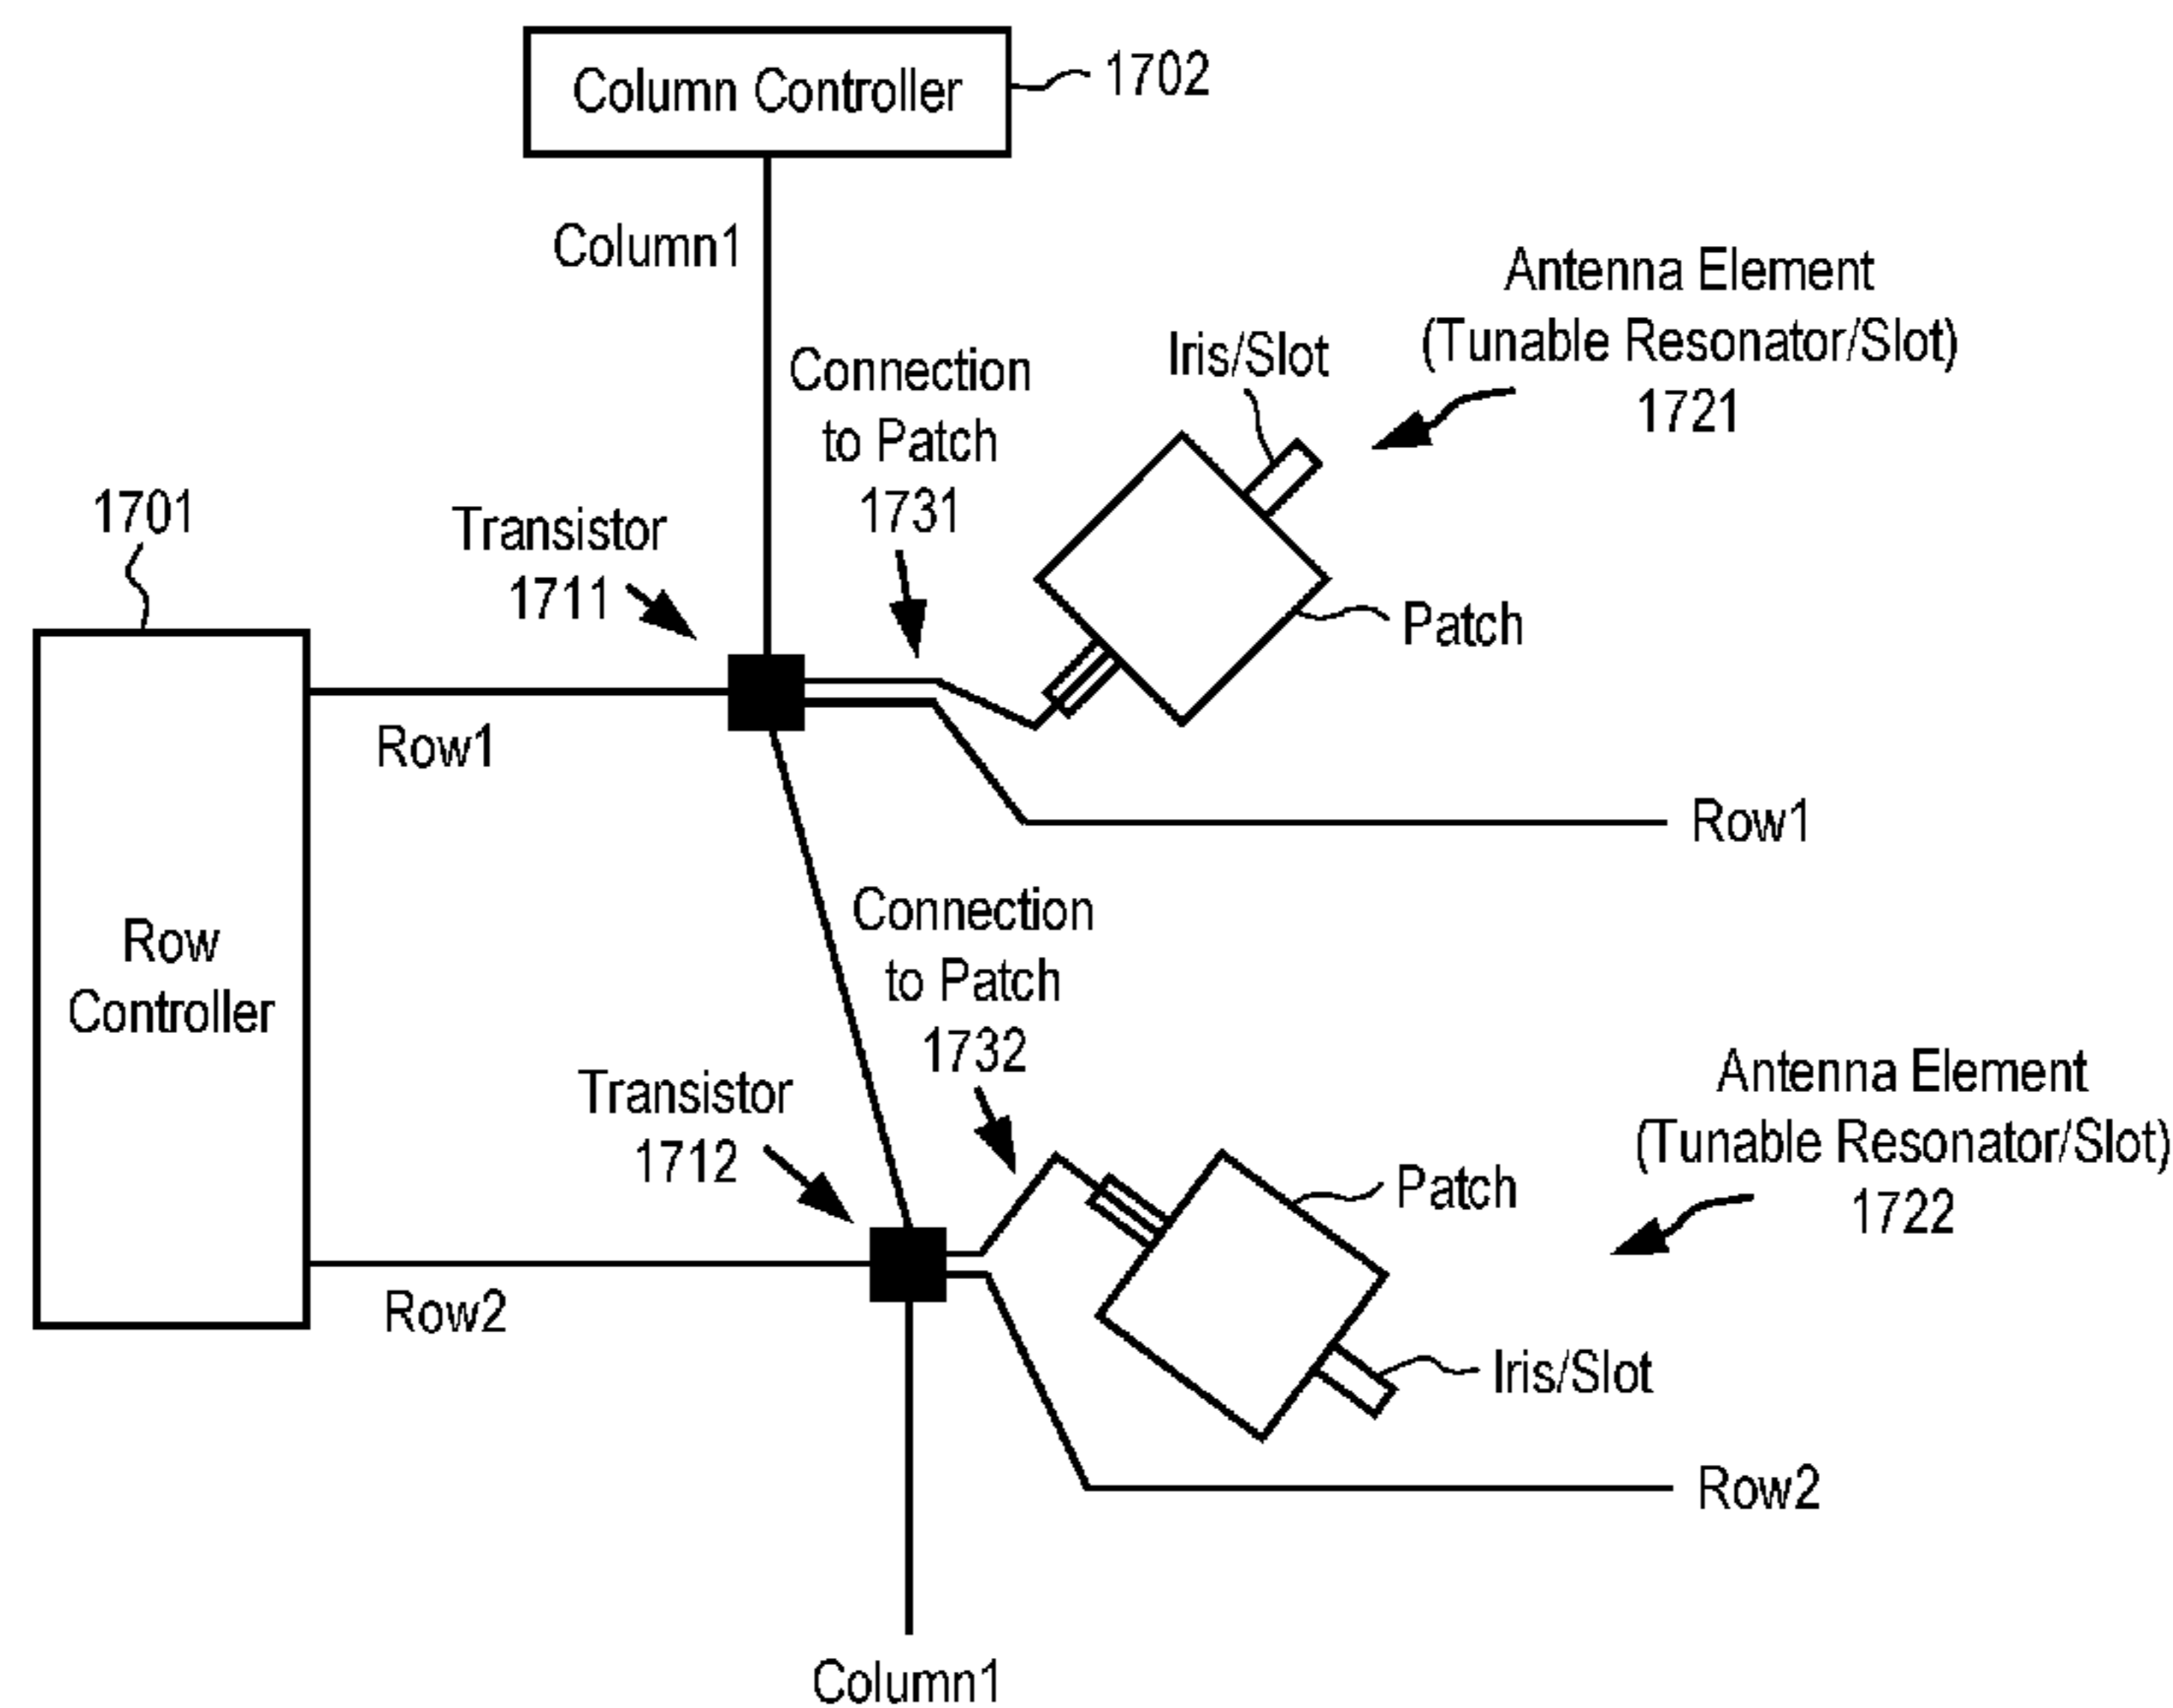 Column Controller
1702
Column1
Antenna Element
(Tunable Resonator/Slot)
1721
Iris/Slot
Connection
to Patch
1731
1701
Transistor
1711
Patch
Row1
Row1
Row
Controller
Connection
to Patch
1732
Transistor
1712
Antenna Element
(Tunable Resonator/Slot)
1722
Patch
Row2
Iris/Slot
Row2
Column1